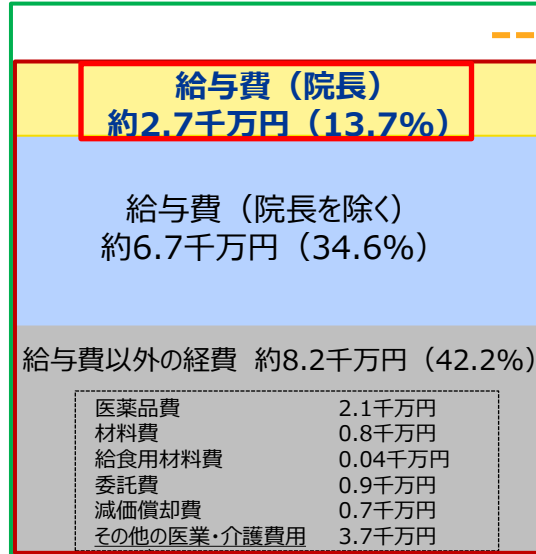 給与費（院長）
約2.7千万円（13.7%）
給与費（院長を除く）
約6.7千万円（34.6%）
給与費以外の経費 約8.2千万円（42.2%）
医薬品費 2.1千万円
材料費 0.8千万円
給食用材料費 0.04千万円
委託費 0.9千万円
減価償却費 0.7千万円
その他の医業・介護費用 3.7千万円